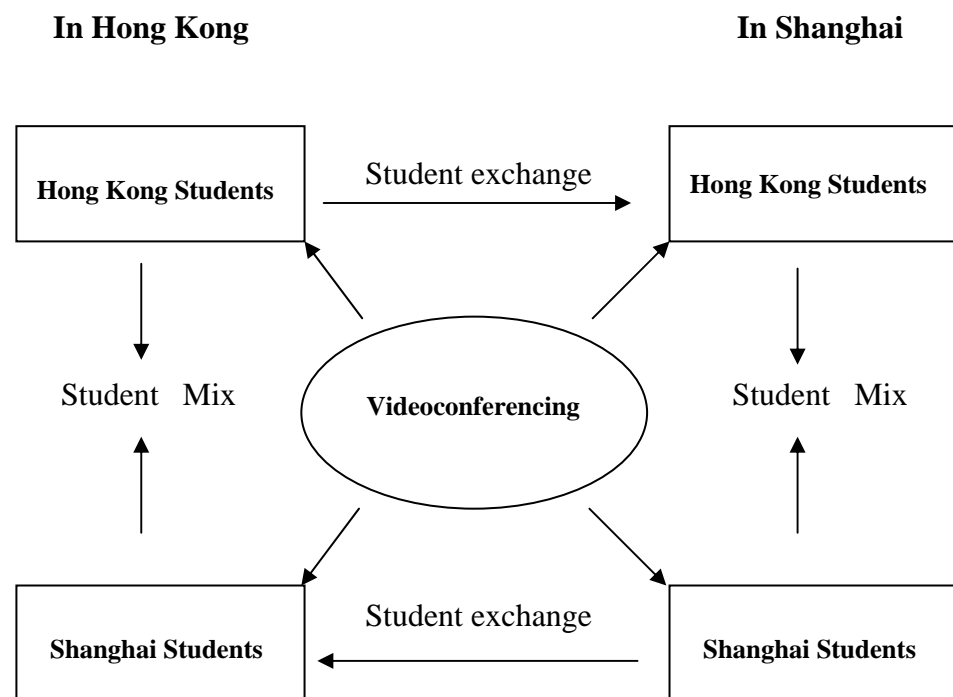 In Hong Kong
In Shanghai
Hong Kong Students
Student exchange
Hong Kong Students
Student Mix
Videoconferencing
Student Mix
Shanghai Students
Student exchange
Shanghai Students